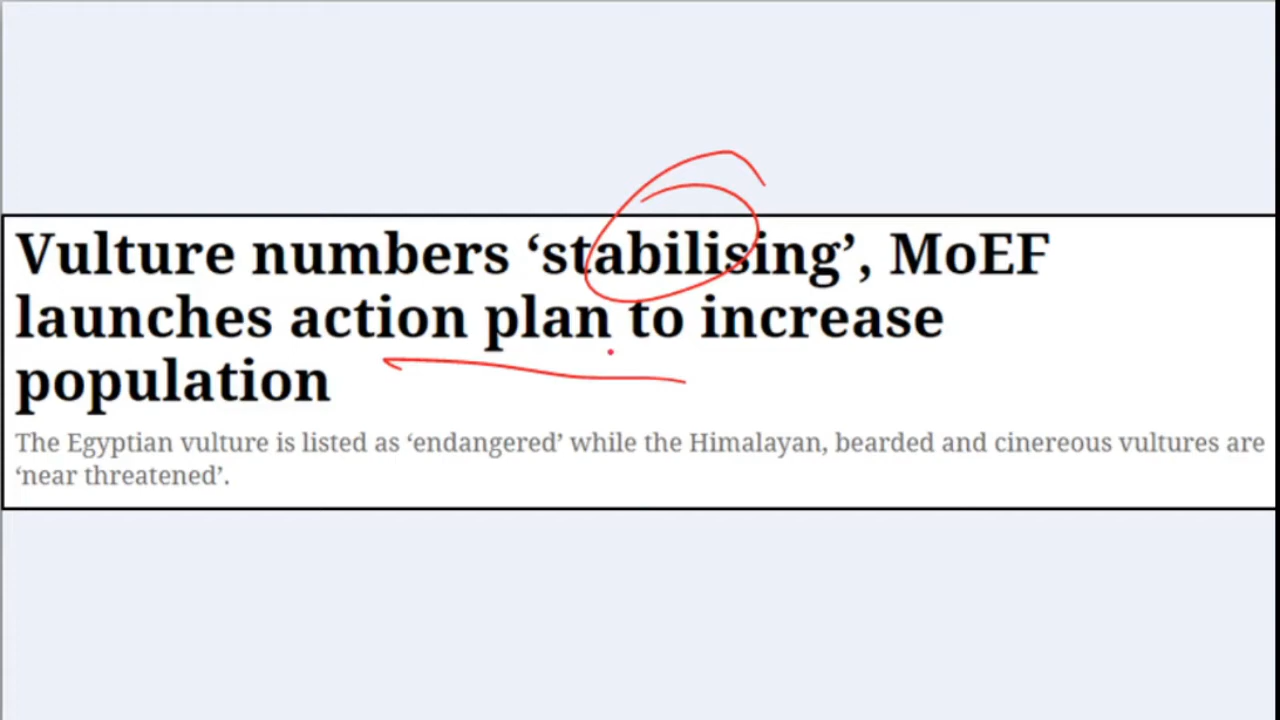 Vulture numbers ‘stabilising’, MoEF
launches action plan to increase
population
The Egyptian vulture is listed as ‘endangered’ while the Himalayan, bearded and cinereous vultures are
‘near threatened’.